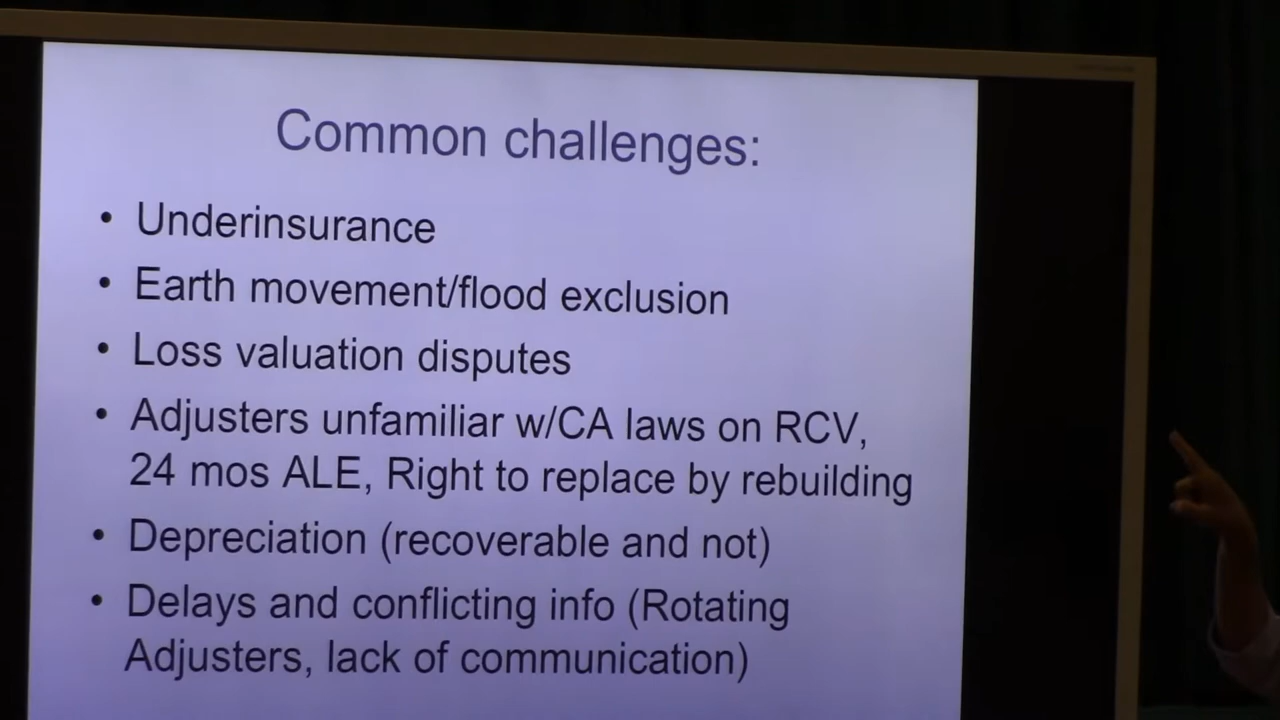 Common challenges:
• Underinsurance
• Earth movement/flood exclusion
• Loss valuation disputes
• Adjusters unfamiliar w/CA laws on RCV,
24 mos ALE, Right to replace by rebuilding
• Depreciation (recoverable and not)
• Delays and conflicting info (Rotating
Adjusters, lack of communication)